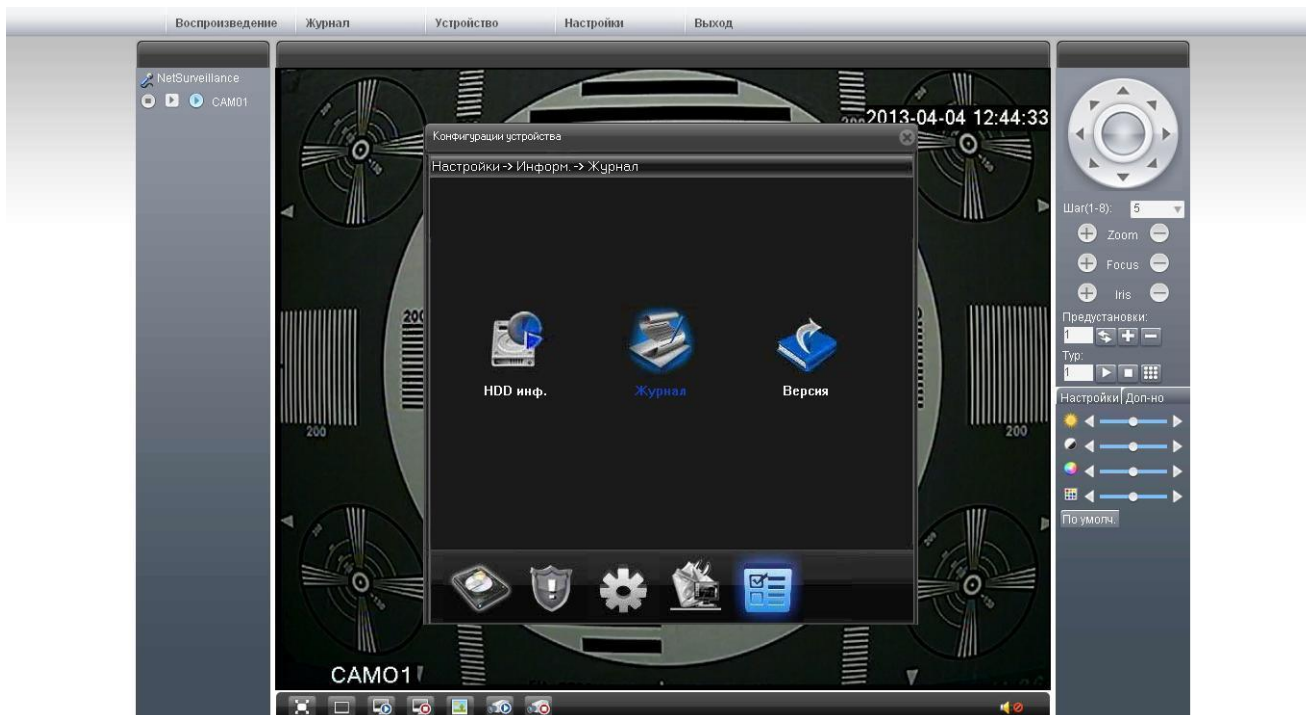 Воспроизведение Журнал Устройство Настройки Выход
NetSurveillance
CAM01
2013-04-04 12:44:33
Конфигурации устройства
Настройки -> Информ. -> Журнал
HDD инф.
Журнал
Версия
200
200
200
CAMO1
Шаг(1-8): 5
Zoom
Focus
Iris
Предустановки:
1
Тур:
1
Настройки Доп-но
По умолч.